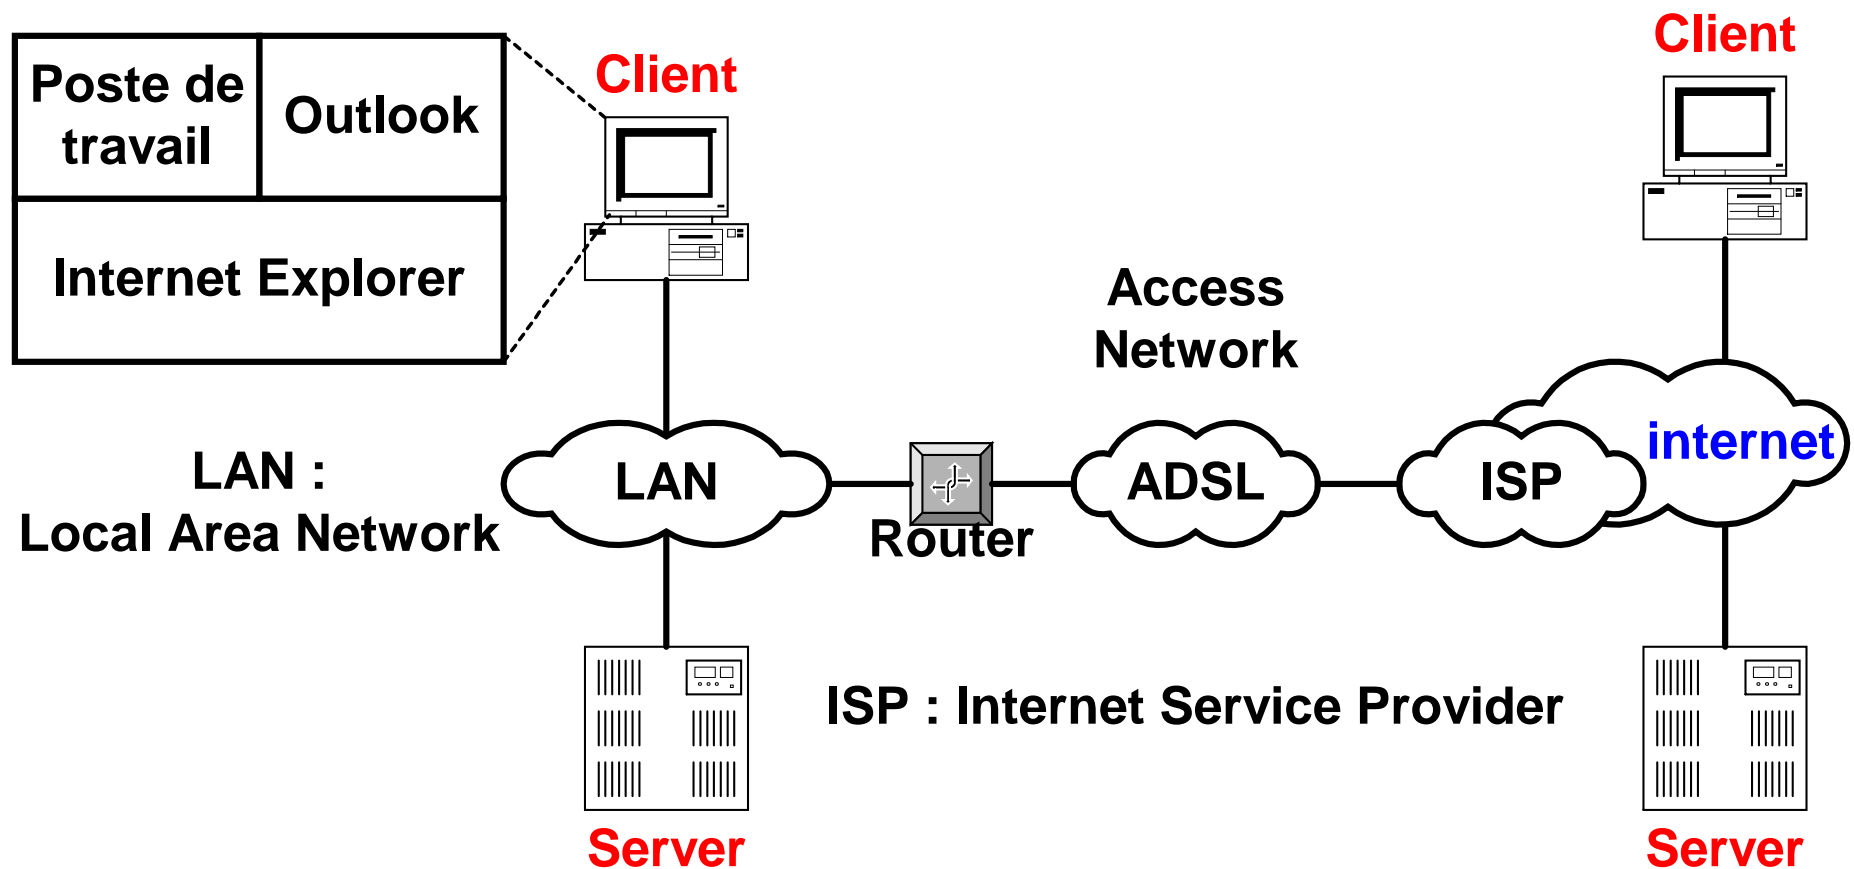 Client
Client
Poste de
travail
Outlook
Internet Explorer
Access
Network
LAN :
Local Area Network
LAN
Router
ADSL
ISP
internet
ISP : Internet Service Provider
Server
Server